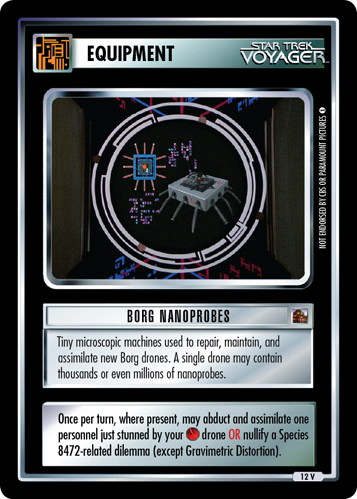 EQUIPMENT
STAR TREK
VOYAGER
NOT ENDORSED BY CBS OR PARAMOUNT PICTURES
BORG NANOPROBES
Tiny microscopic machines used to repair, maintain, and
assimilate new Borg drones. A single drone may contain
thousands or even millions of nanoprobes.
Once per turn, where present, may abduct and assimilate one
personnel just stunned by your drone OR nullify a Species
8472-related dilemma (except Gravimetric Distortion).
12 V